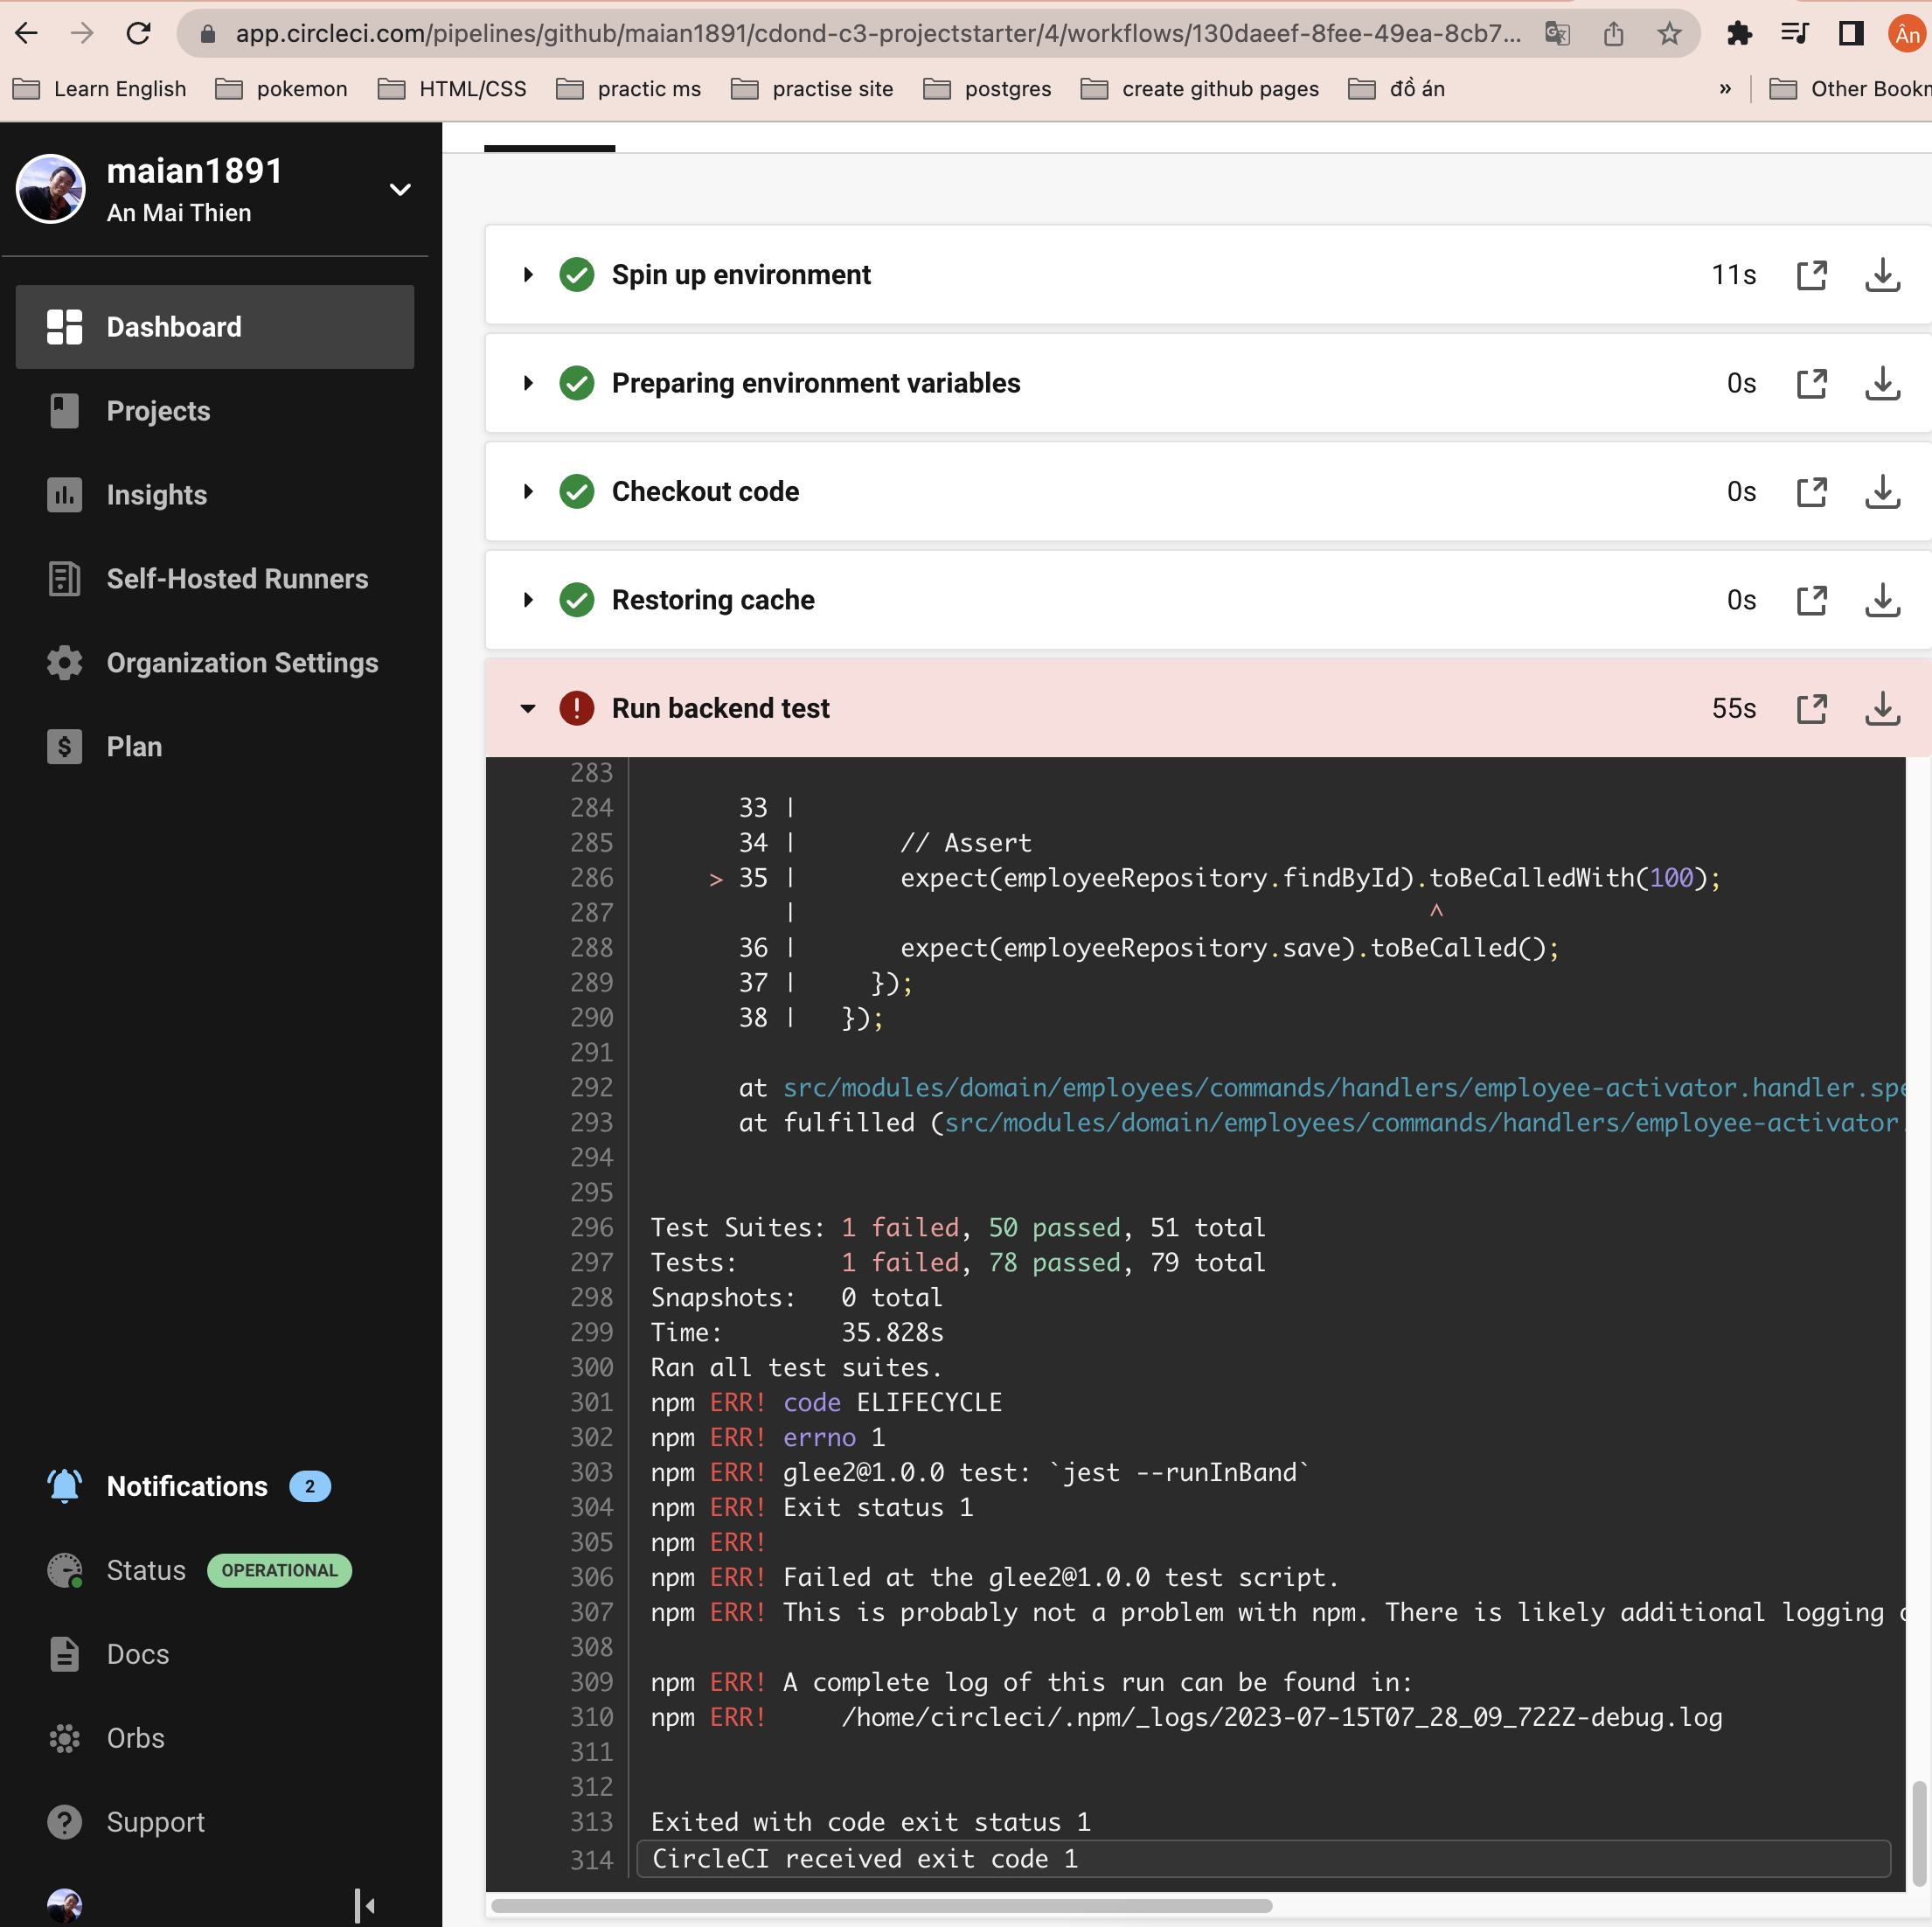 app.circleci.com/pipelines/github/maian1891/cdond-c3-projectstarter/4/workflows/130daeef-8fee-49ea-8cb7...
Ân
Learn English
pokemon
HTML/CSS
practic ms
practise site
postgres
create github pages
đồ án
»
Other Bookm
maian1891
An Mai Thien
Dashboard
Projects
Insights
Self-Hosted Runners
Organization Settings
Plan
Notifications 2
Status OPERATIONAL
Docs
Orbs
Support
Spin up environment 11s
Preparing environment variables 0s
Checkout code 0s
Restoring cache 0s
Run backend test 55s
283
284 33 |
285 34 | // Assert
286 > 35 | expect(employeeRepository.findById).toBeCalledWith(100);
287 | ^
288 36 | expect(employeeRepository.save).toBeCalled();
289 37 | });
290 38 | });
291
292 at src/modules/domain/employees/commands/handlers/employee-activator.handler.spe
293 at fulfilled (src/modules/domain/employees/commands/handlers/employee-activator.
294
295
296 Test Suites: 1 failed, 50 passed, 51 total
297 Tests: 1 failed, 78 passed, 79 total
298 Snapshots: 0 total
299 Time: 35.828s
300 Ran all test suites.
301 npm ERR! code ELIFECYCLE
302 npm ERR! errno 1
303 npm ERR! glee2@1.0.0 test: `jest --runInBand`
304 npm ERR! Exit status 1
305 npm ERR!
306 npm ERR! Failed at the glee2@1.0.0 test script.
307 npm ERR! This is probably not a problem with npm. There is likely additional logging
308
309 npm ERR! A complete log of this run can be found in:
310 npm ERR! /home/circleci/.npm/_logs/2023-07-15T07_28_09_722Z-debug.log
311
312
313 Exited with code exit status 1
314 CircleCI received exit code 1